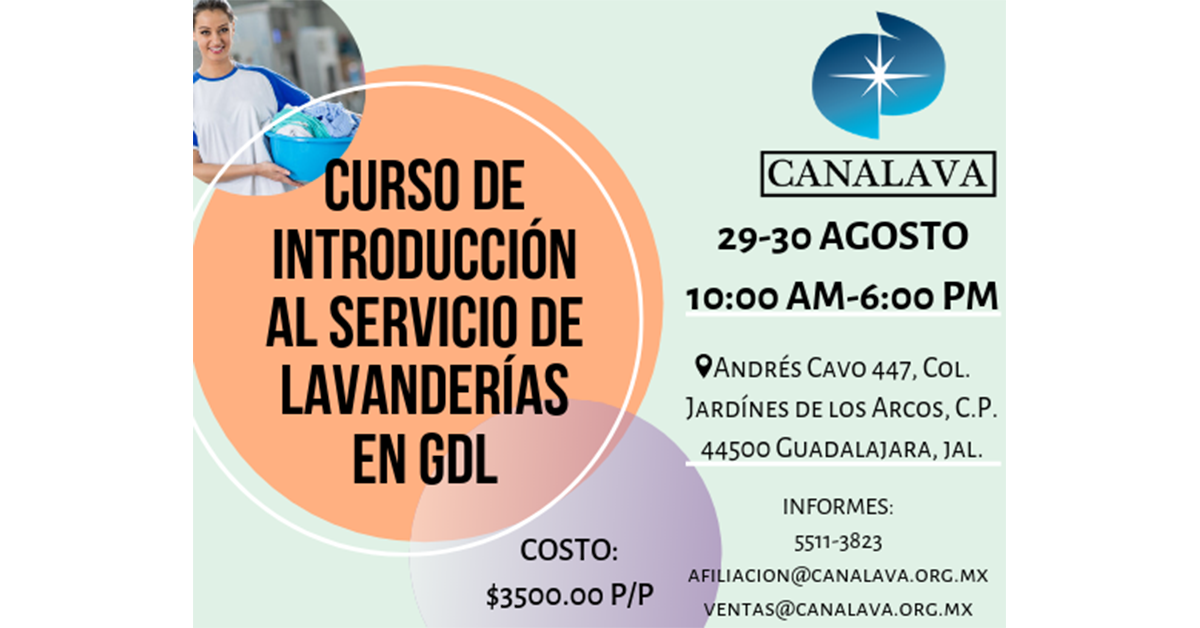 CURSO DE
INTRODUCCIÓN
AL SERVICIO DE
LAVANDERÍAS
EN GDL
COSTO:
$3500.00 P/P
CANALAVA
29-30 AGOSTO
10:00 AM-6:00 PM
ANDRÉS CAVO 447, COL.
JARDÍNES DE LOS ARCOS, C.P.
44500 GUADALAJARA, JAL.
INFORMES:
5511-3823
AFILIACION@CANALAVA.ORG.MX
VENTAS@CANALAVA.ORG.MX